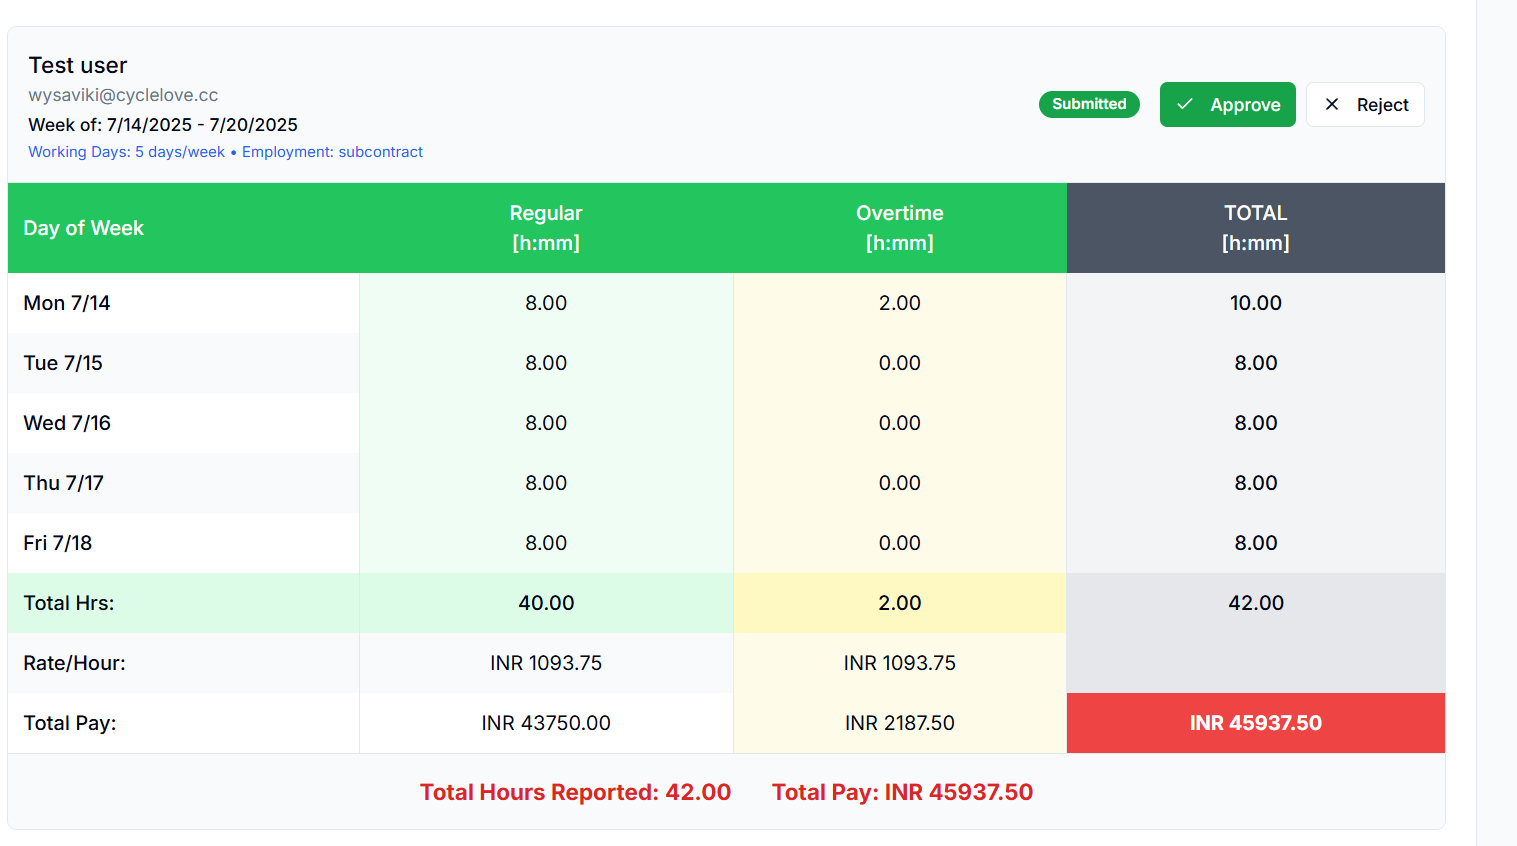 Test user
wysaviki@cyclelove.cc
Week of: 7/14/2025 - 7/20/2025
Working Days: 5 days/week • Employment: subcontract
Submitted
Approve
Reject
Day of Week Regular [h:mm] Overtime [h:mm] TOTAL [h:mm]
Mon 7/14 8.00 2.00 10.00
Tue 7/15 8.00 0.00 8.00
Wed 7/16 8.00 0.00 8.00
Thu 7/17 8.00 0.00 8.00
Fri 7/18 8.00 0.00 8.00
Total Hrs: 40.00 2.00 42.00
Rate/Hour: INR 1093.75 INR 1093.75
Total Pay: INR 43750.00 INR 2187.50 INR 45937.50
Total Hours Reported: 42.00 Total Pay: INR 45937.50